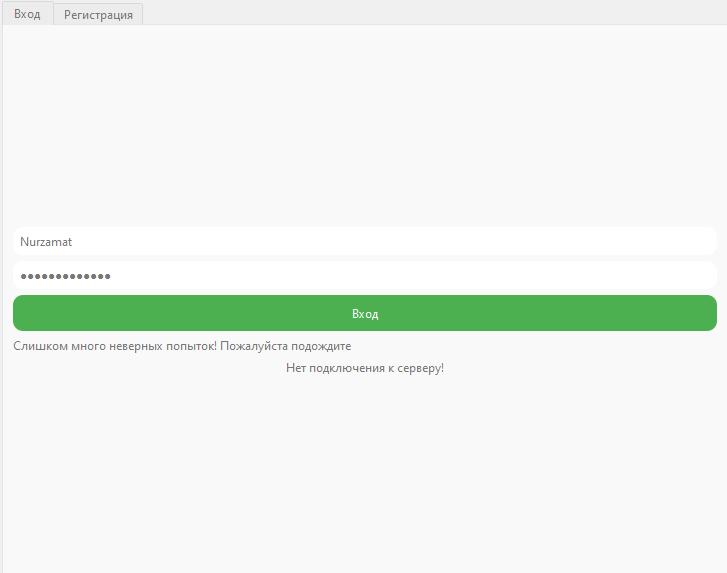 Вход
Регистрация
Nurzamat
●●●●●●●●●●●●●
Вход
Слишком много неверных попыток! Пожалуйста подождите
Нет подключения к серверу!